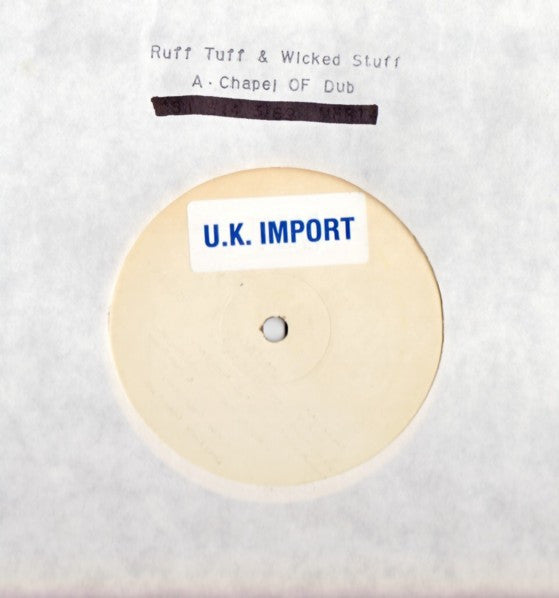 Ruff Tuff & Wicked Stuff
A. Chapel OF Dub
U.K. IMPORT